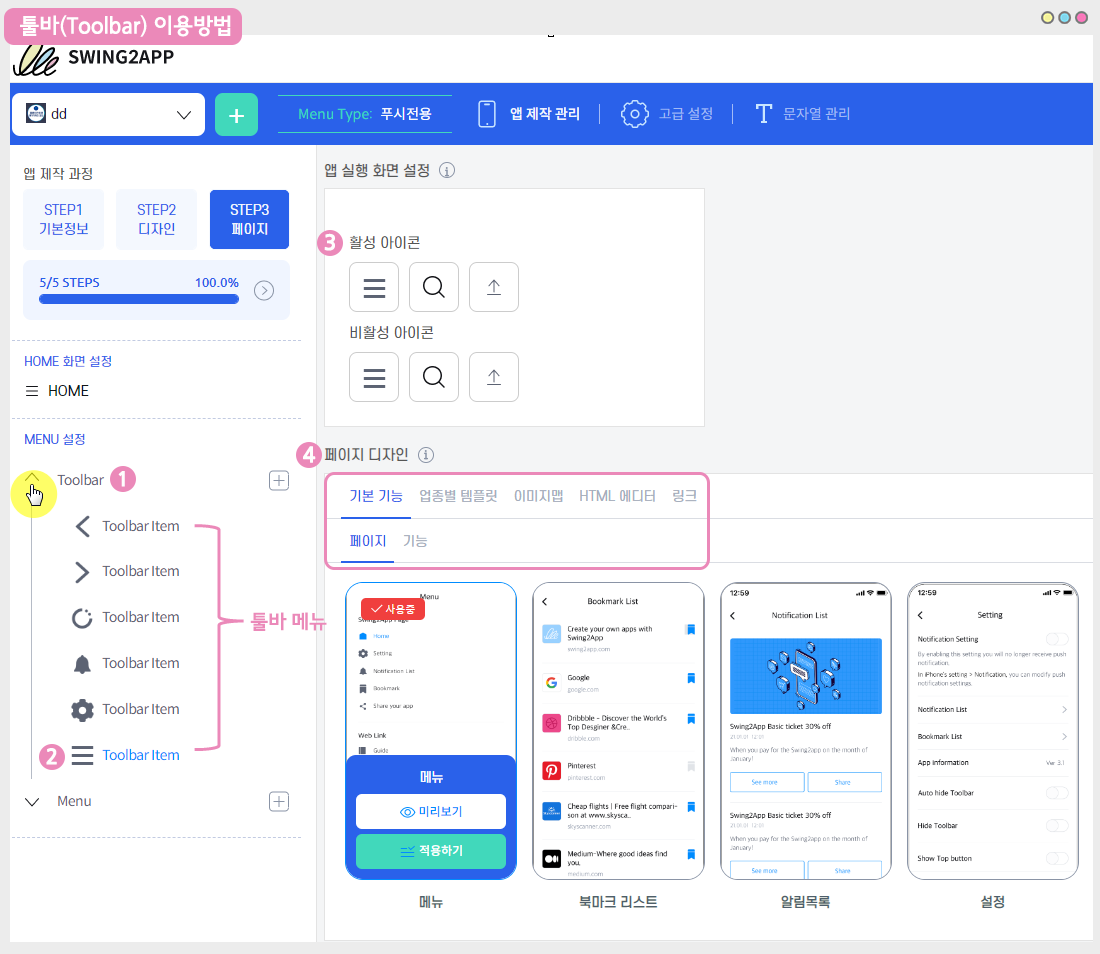 툴바(Toolbar) 이용방법
SWING2APP
dd
+
Menu Type: 푸시전용
앱 제작 관리
고급 설정
문자열 관리
앱 제작 과정
STEP1
기본정보
STEP2
디자인
STEP3
페이지
5/5 STEPS
100.0%
HOME 화면 설정
HOME
MENU 설정
Toolbar 1
Toolbar Item
Toolbar Item
Toolbar Item
Toolbar Item
Toolbar Item
2 Toolbar Item
툴바 메뉴
Menu
앱 실행 화면 설정
3 활성 아이콘
비활성 아이콘
4 페이지 디자인
기본 기능 업종별 템플릿 이미지맵 HTML 에디터 링크
페이지 기능
Menu
사용중
Swing2App Page
Home
Setting
Notification List
Bookmark
Share your app
Web Link
Guide
메뉴
미리보기
적용하기
메뉴
Bookmark List
Create your own apps with
Swing2App
swing2app.com
Google
google.com
Dribbble - Discover the World's
Top Desginer &Cre..
dribble.com
Pinterest
pinterest.com
Cheap flights | Free flight compari-
son at www.skysca..
skyscanner.com
Medium-Where good ideas find
you.
medium.com
북마크 리스트
12:59
Notification List
Swing2App Basic ticket 30% off
21.01.01 12:01
When you pay for the Swing2app on the month of
January!
See more
Share
Swing2App Basic ticket 30% off
21.01.01 12:01
When you pay for the Swing2app on the month of
January!
See more
Share
알림목록
12:59
Setting
Notification Setting
By enabling this setting you will no longer receive push
notification.
In iPhone's setting > Notification, you can modify push
notification settings.
Notification List
Bookmark List
App information
Ver 3.1
Auto hide Toolbar
Hide Toolbar
Show Top button
설정